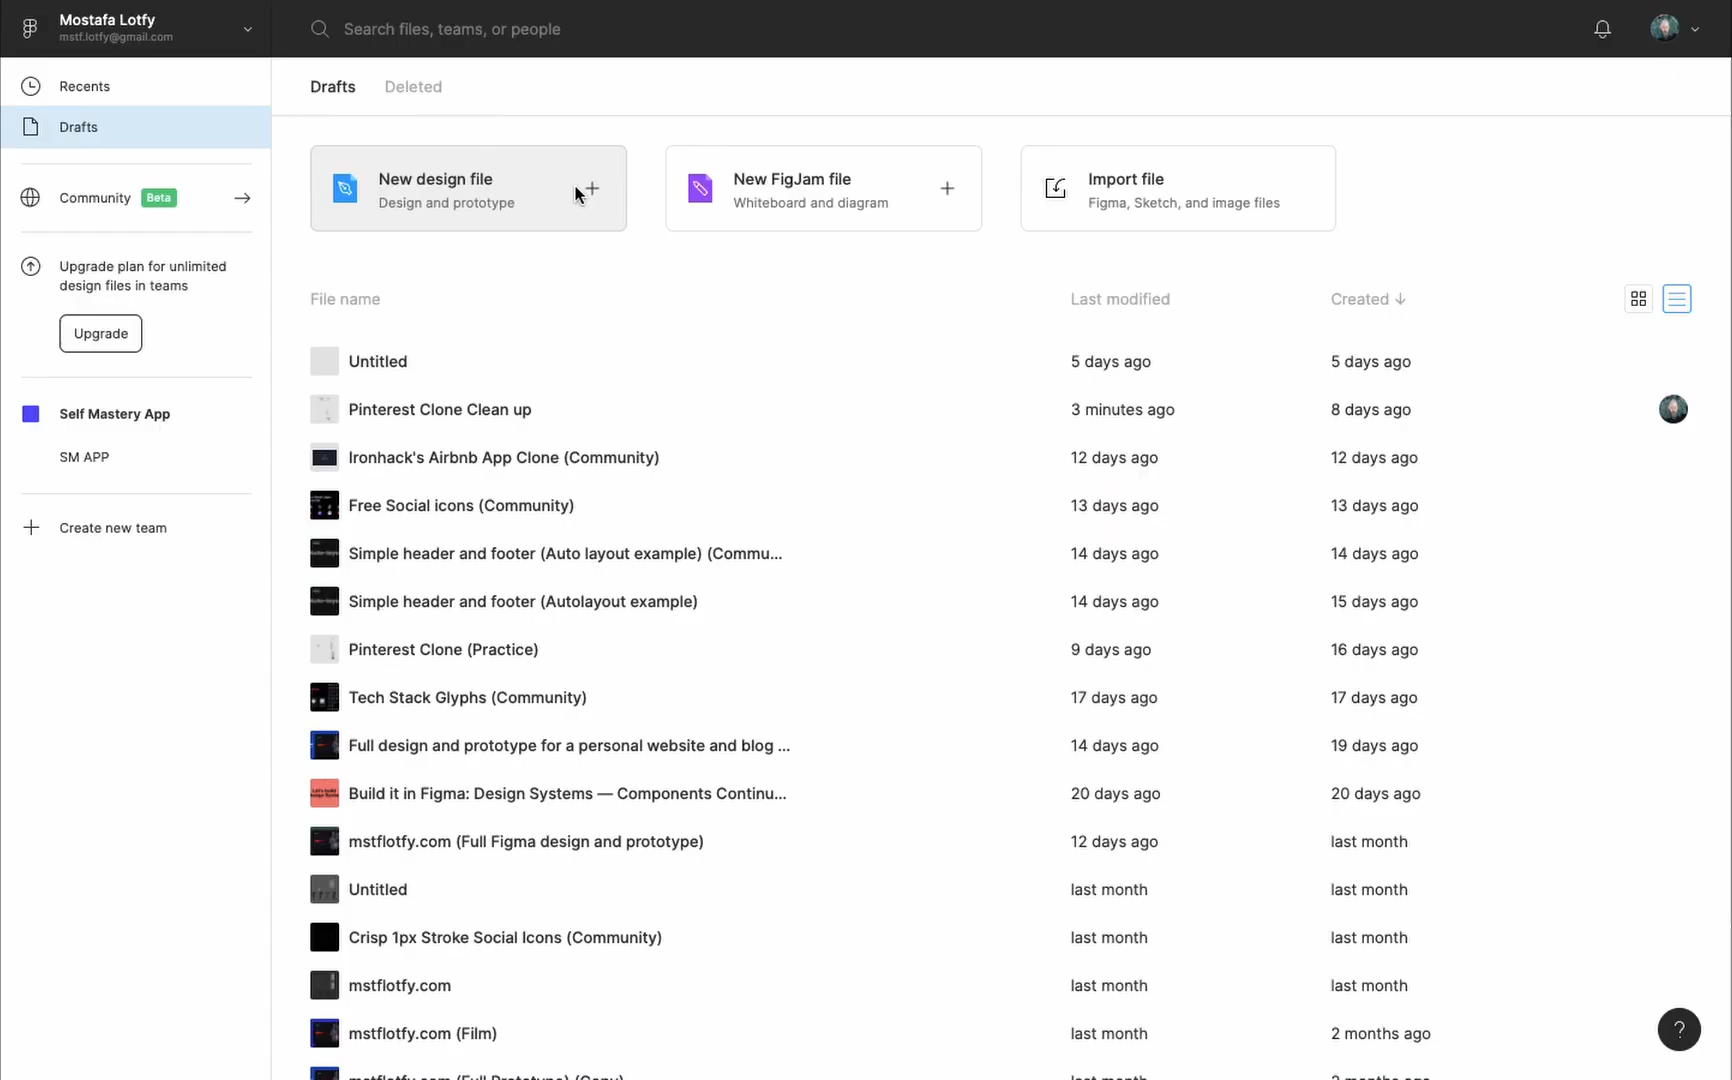 Mostafa Lotfy
mstf.lotfy@gmail.com
Search files, teams, or people
Recents
Drafts
Community Beta
Upgrade plan for unlimited
design files in teams
Upgrade
Self Mastery App
SM APP
Create new team
Drafts Deleted
New design file
Design and prototype
New FigJam file
Whiteboard and diagram
Import file
Figma, Sketch, and image files
File name Last modified Created
Untitled 5 days ago 5 days ago
Pinterest Clone Clean up 3 minutes ago 8 days ago
Ironhack's Airbnb App Clone (Community) 12 days ago 12 days ago
Free Social icons (Community) 13 days ago 13 days ago
Simple header and footer (Auto layout example) (Commu... 14 days ago 14 days ago
Simple header and footer (Autolayout example) 14 days ago 15 days ago
Pinterest Clone (Practice) 9 days ago 16 days ago
Tech Stack Glyphs (Community) 17 days ago 17 days ago
Full design and prototype for a personal website and blog ... 14 days ago 19 days ago
Build it in Figma: Design Systems — Components Continu... 20 days ago 20 days ago
mstflotfy.com (Full Figma design and prototype) 12 days ago last month
Untitled last month last month
Crisp 1px Stroke Social Icons (Community) last month last month
mstflotfy.com last month last month
mstflotfy.com (Film) last month 2 months ago
mstflotfy.com (Full Prototype) (Copy) last month 2 months ago
?